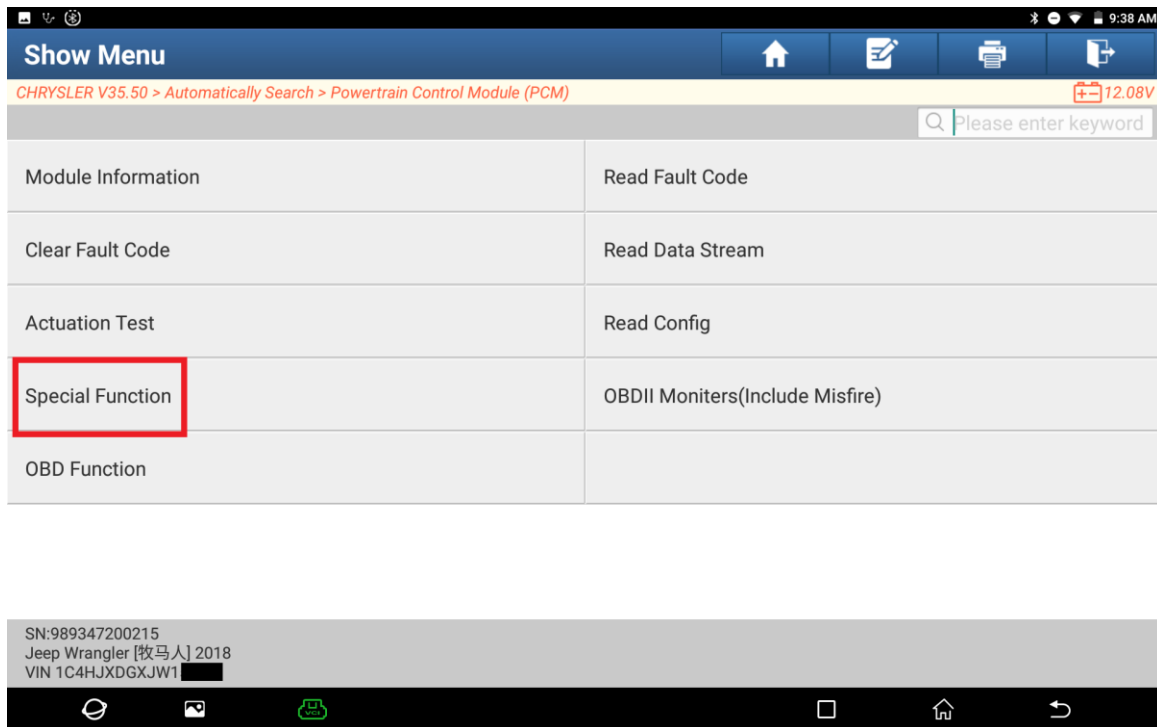 9:38 AM
Show Menu
CHRYSLER V35.50 > Automatically Search > Powertrain Control Module (PCM)
12.08V
Please enter keyword
Module Information
Read Fault Code
Clear Fault Code
Read Data Stream
Actuation Test
Read Config
Special Function
OBDII Moniters(Include Misfire)
OBD Function
SN:989347200215
Jeep Wrangler [牧马人] 2018
VIN 1C4HJXDGXJW1
VCI